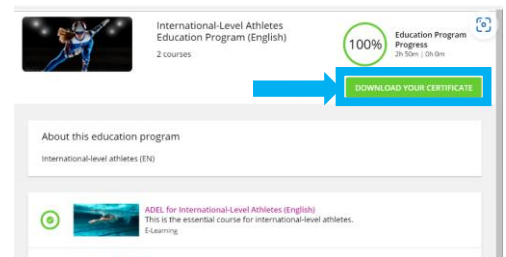 International-Level Athletes
Education Program (English)
2 courses
100%
Education Program
Progress
2h 50m | 0h 0m
DOWNLOAD YOUR CERTIFICATE
About this education program
International-level athletes (EN)
ADEL for International-Level Athletes (English)
This is the essential course for international-level athletes.
E-Learning